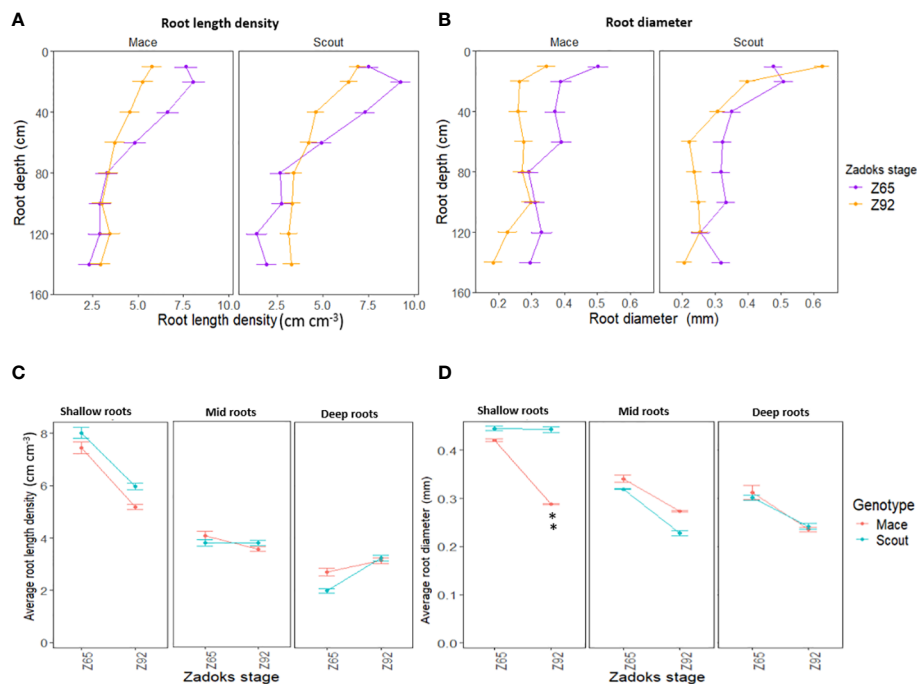 A
Root length density
Mace
Scout
0
40
80
120
160
Root depth (cm)
2.5
5.0
7.5
10.0
2.5
5.0
7.5
10.0
Root length density (cm cm⁻³)
B
Root diameter
Mace
Scout
0
40
80
120
160
Root depth (cm)
0.2
0.3
0.4
0.5
0.6
0.2
0.3
0.4
0.5
0.6
Root diameter (mm)
Zadoks stage
Z65
Z92
C
Shallow roots
Mid roots
Deep roots
8
6
4
2
0
Average root length density (cm cm⁻³)
Z65
Z92
Z65
Z92
Z65
Z92
Zadoks stage
D
Shallow roots
Mid roots
Deep roots
0.4
0.3
0.2
0.0
Average root diameter (mm)
**
Z65
Z92
Z65
Z92
Z65
Z92
Zadoks stage
Genotype
Mace
Scout